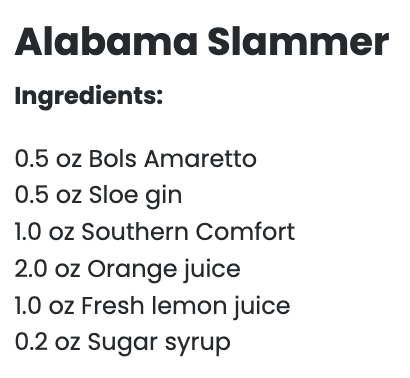 Alabama Slammer
Ingredients:
0.5 oz Bols Amaretto
0.5 oz Sloe gin
1.0 oz Southern Comfort
2.0 oz Orange juice
1.0 oz Fresh lemon juice
0.2 oz Sugar syrup